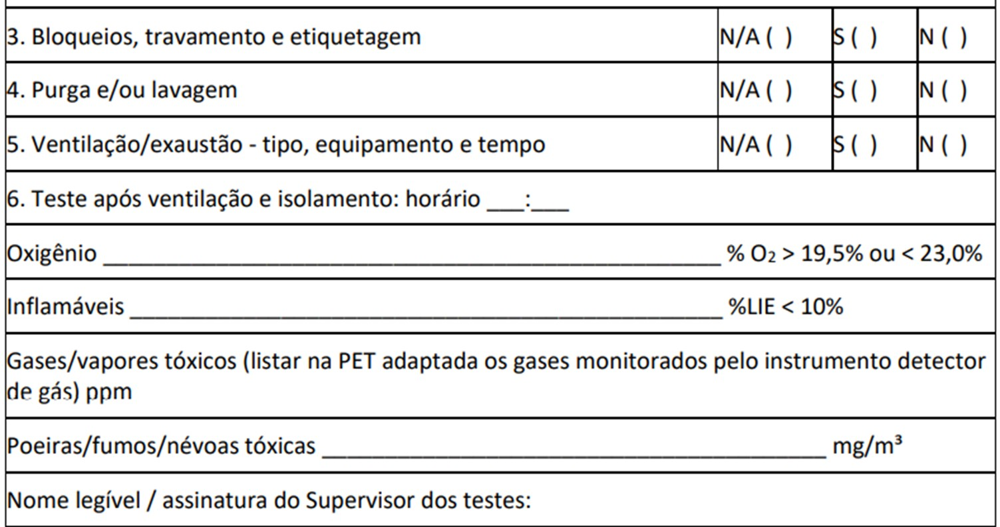 3. Bloqueios, travamento e etiquetagem N/A ( ) S ( ) N ( )
4. Purga e/ou lavagem N/A ( ) S ( ) N ( )
5. Ventilação/exaustão - tipo, equipamento e tempo N/A ( ) S ( ) N ( )
6. Teste após ventilação e isolamento: horário ___:___
Oxigênio ______________________________________________ % O₂ > 19,5% ou < 23,0%
Inflamáveis ____________________________________________ %LIE < 10%
Gases/vapores tóxicos (listar na PET adaptada os gases monitorados pelo instrumento detector
de gás) ppm
Poeiras/fumos/névoas tóxicas ______________________________________ mg/m³
Nome legível / assinatura do Supervisor dos testes: